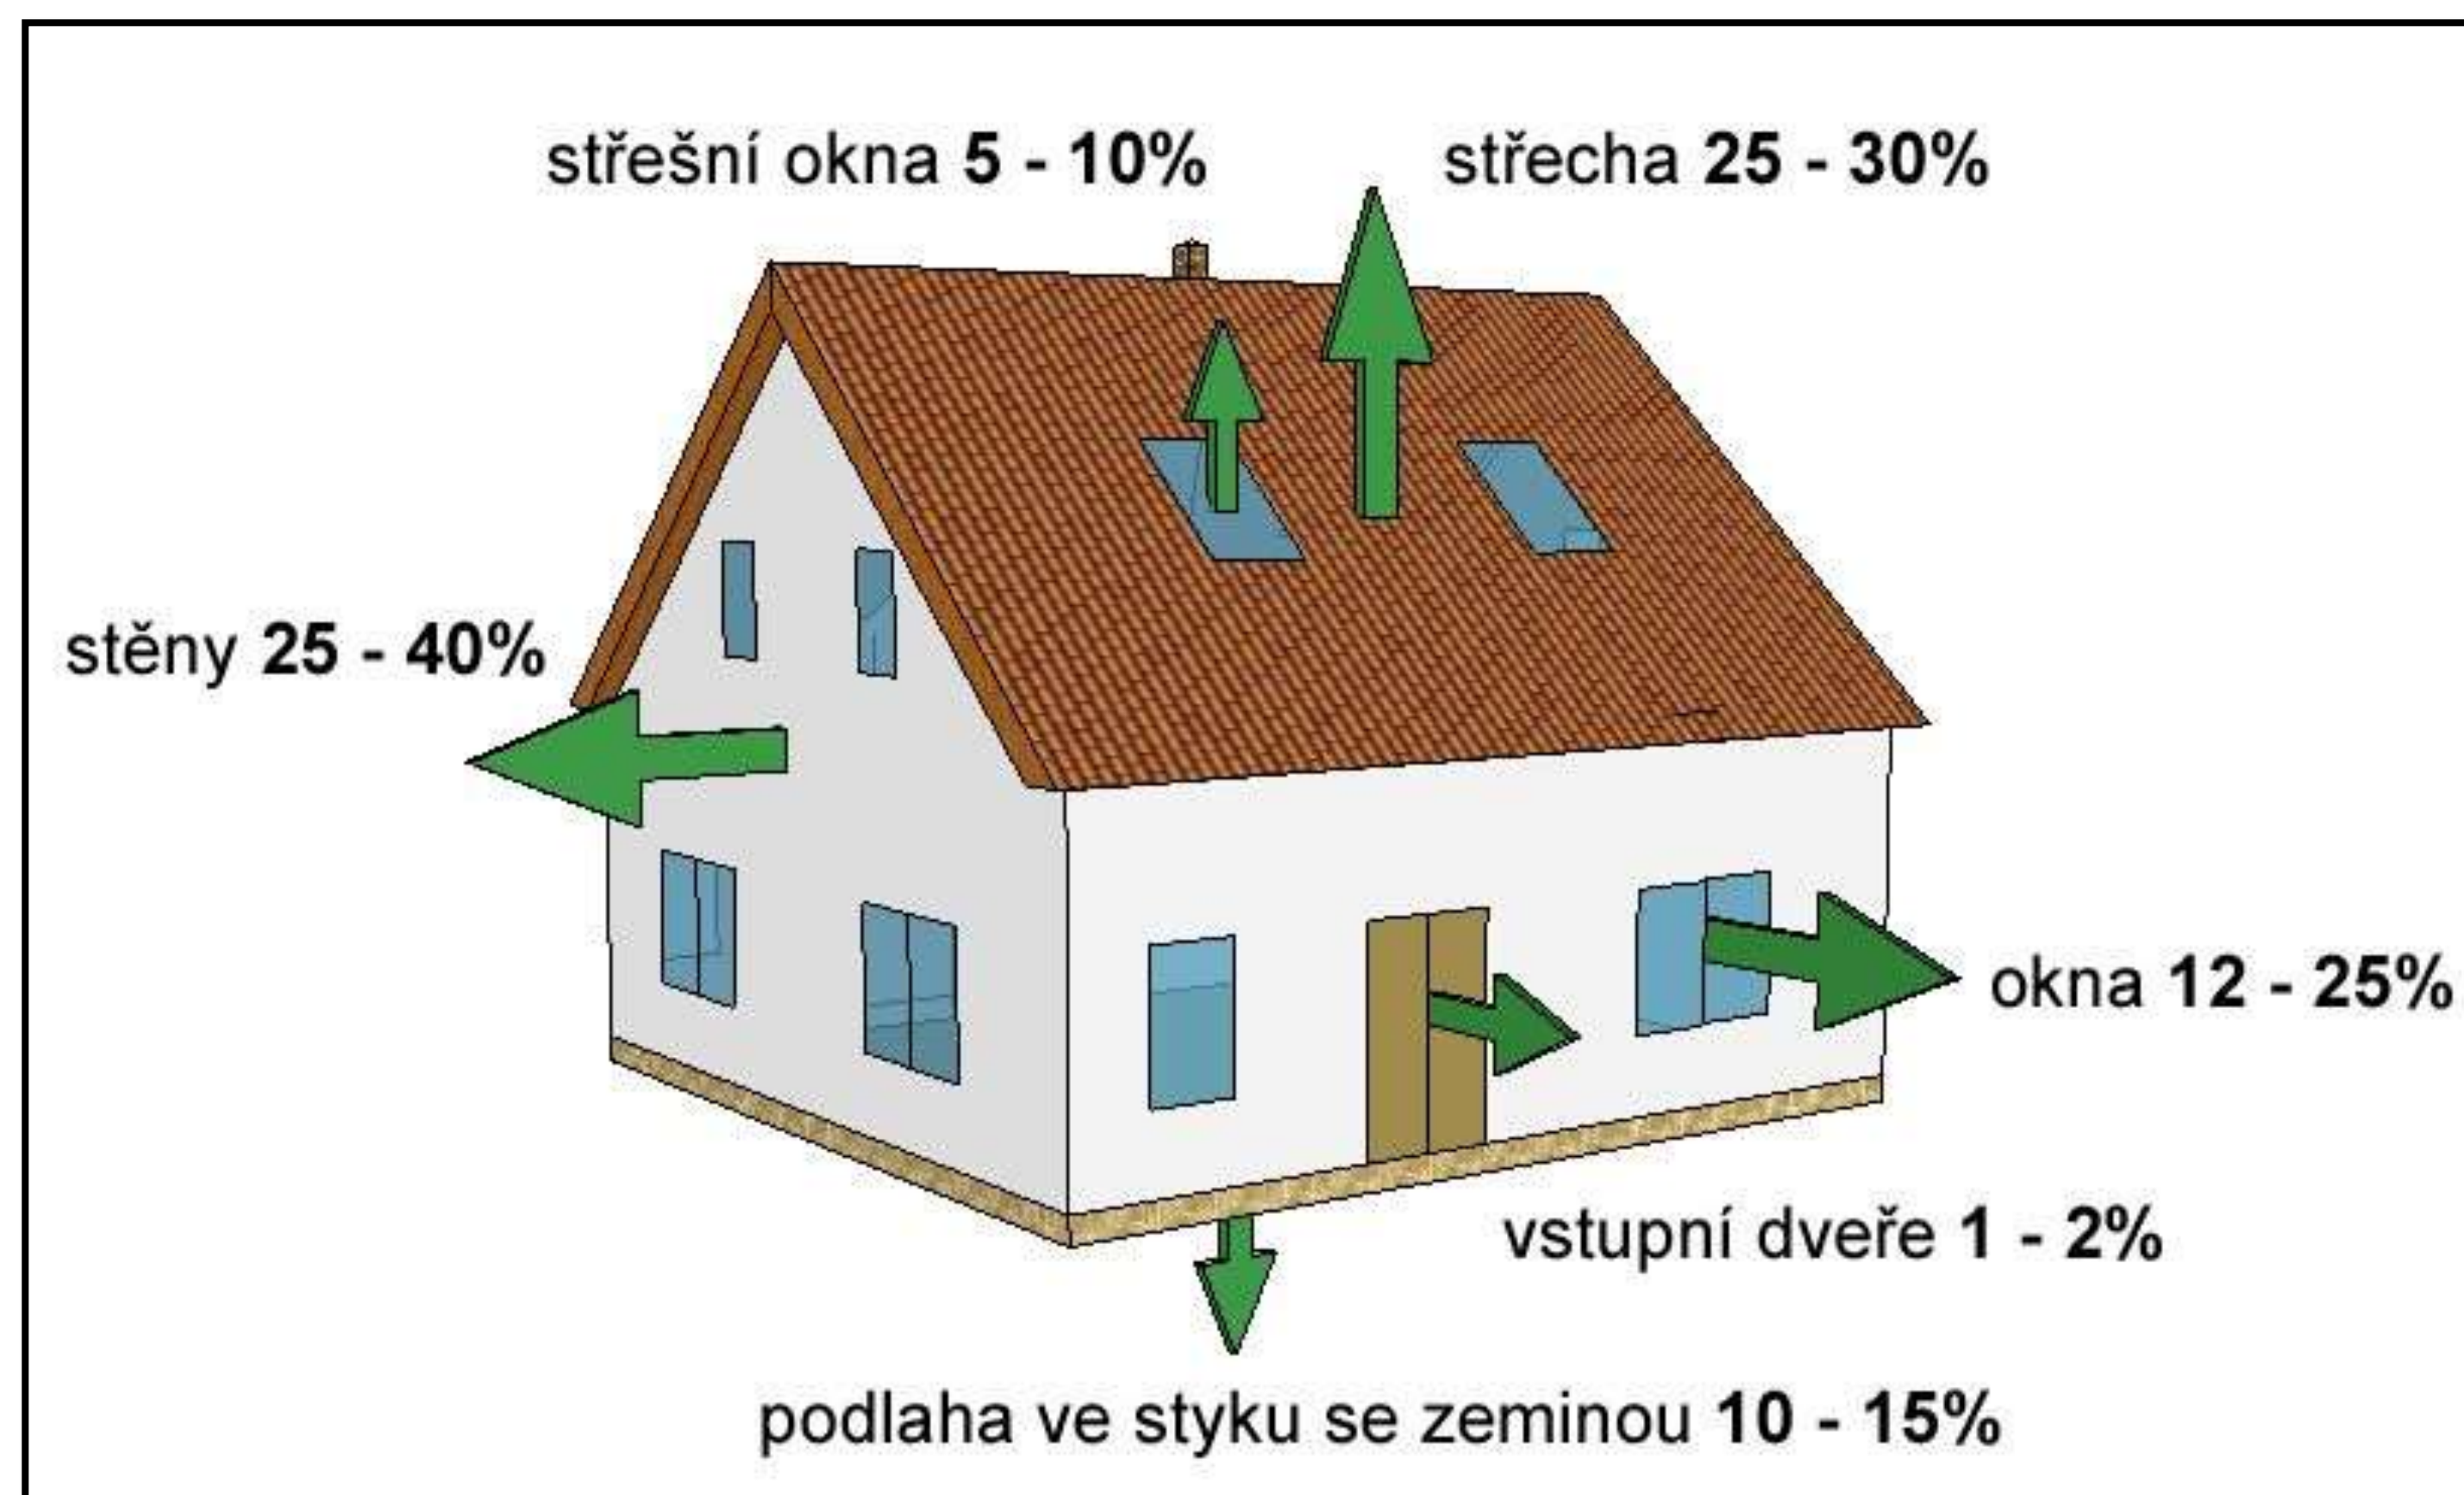 střešní okna 5 - 10%
střecha 25 - 30%
stěny 25 - 40%
okna 12 - 25%
vstupní dveře 1 - 2%
podlaha ve styku se zeminou 10 - 15%